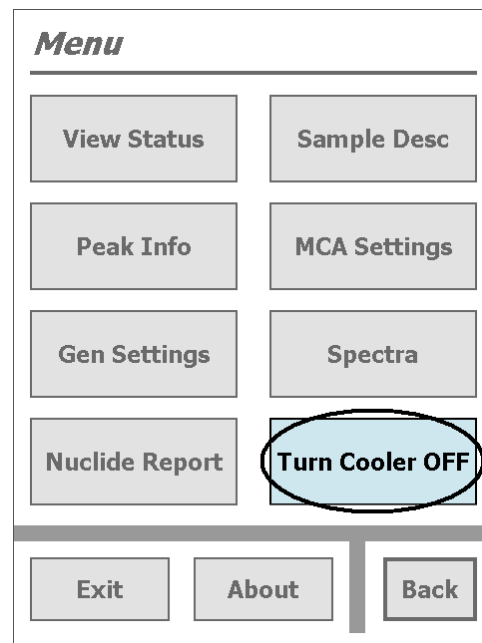 Menu
View Status
Sample Desc
Peak Info
MCA Settings
Gen Settings
Spectra
Nuclide Report
Turn Cooler OFF
Exit
About
Back